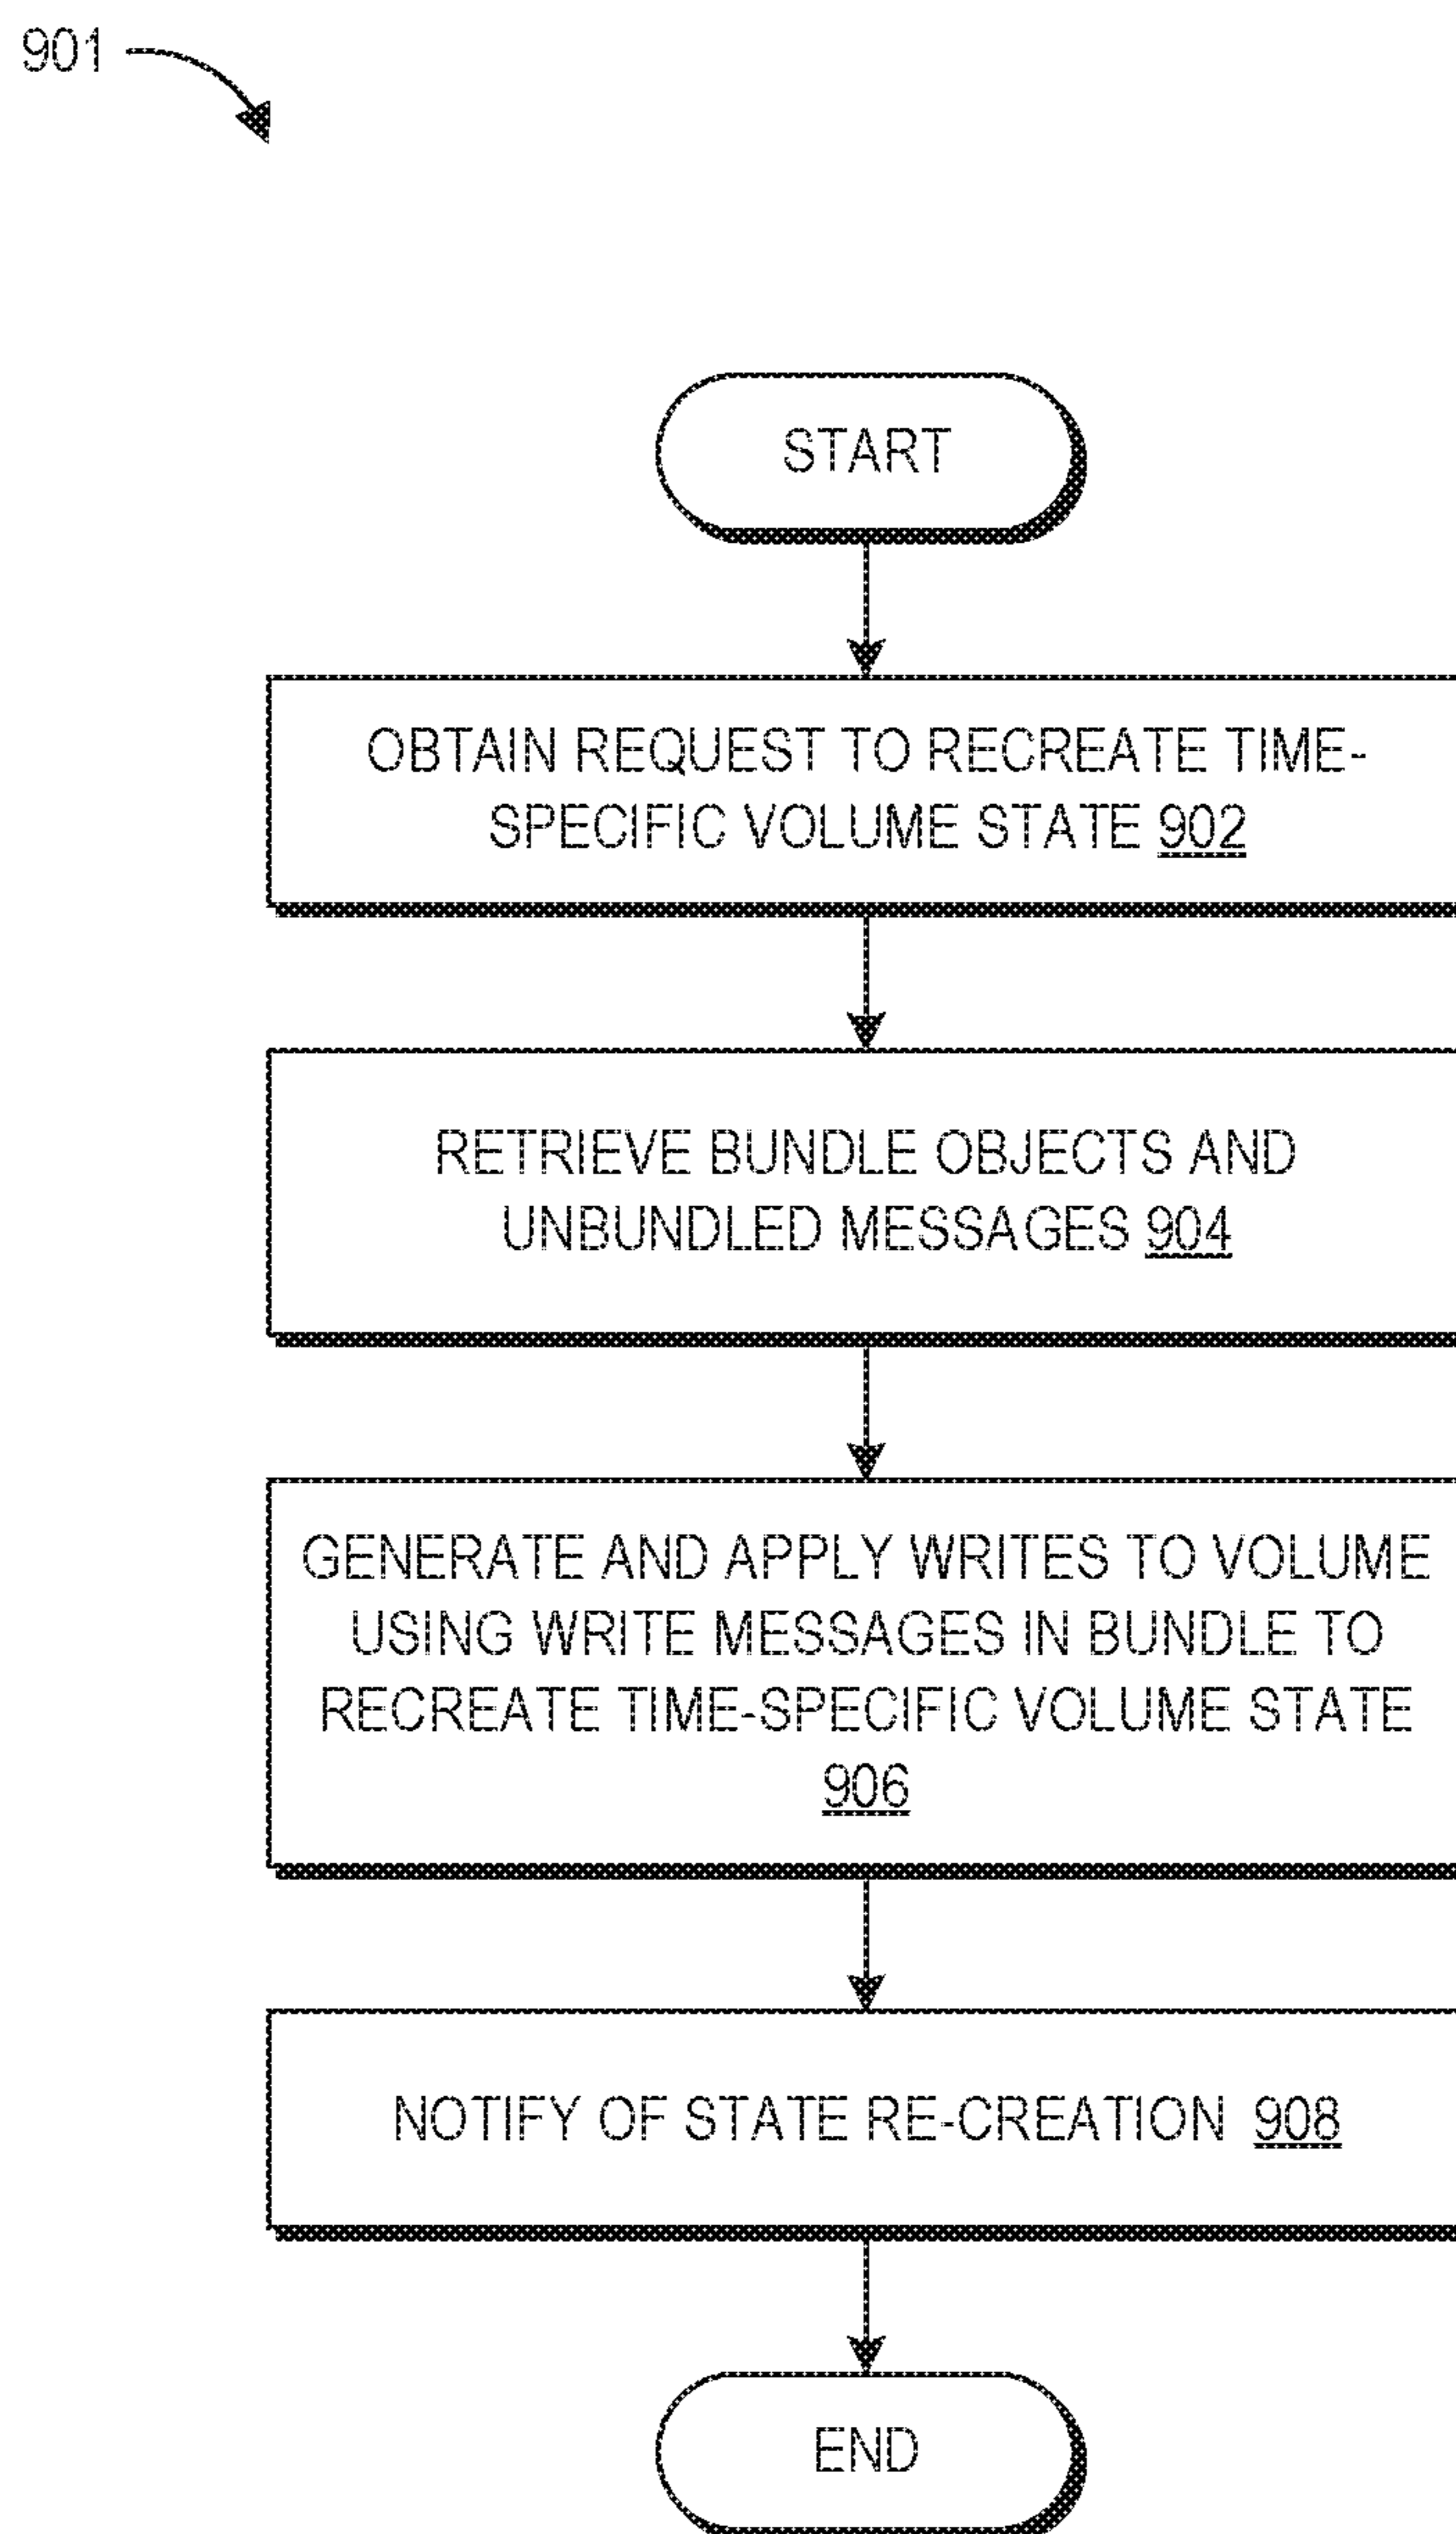 901
START
OBTAIN REQUEST TO RECREATE TIME-
SPECIFIC VOLUME STATE 902
RETRIEVE BUNDLE OBJECTS AND
UNBUNDLED MESSAGES 904
GENERATE AND APPLY WRITES TO VOLUME
USING WRITE MESSAGES IN BUNDLE TO
RECREATE TIME-SPECIFIC VOLUME STATE
906
NOTIFY OF STATE RE-CREATION 908
END